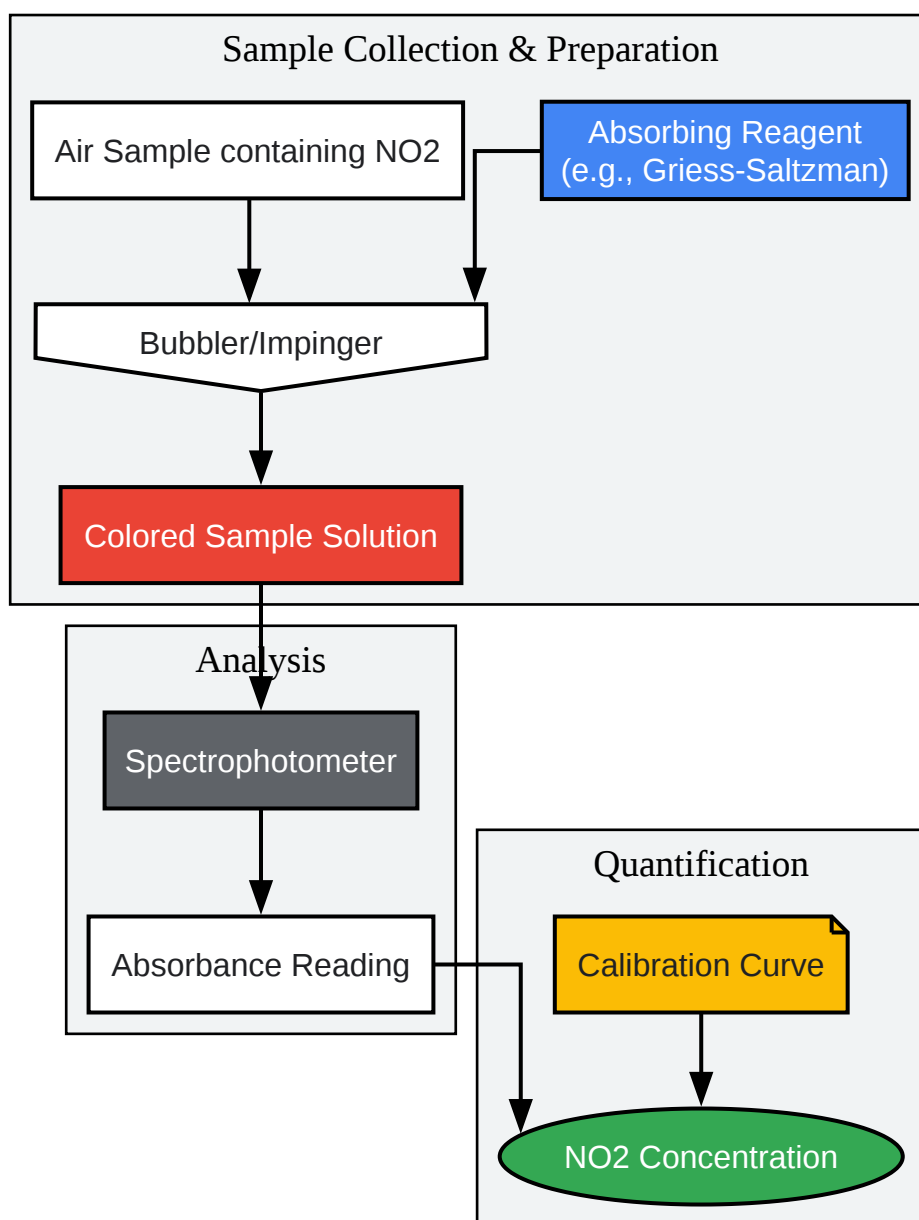 Sample Collection & Preparation
Air Sample containing NO2
Absorbing Reagent
(e.g., Griess-Saltzman)
Bubbler/Impinger
Colored Sample Solution
Analysis
Spectrophotometer
Absorbance Reading
Quantification
Calibration Curve
NO2 Concentration